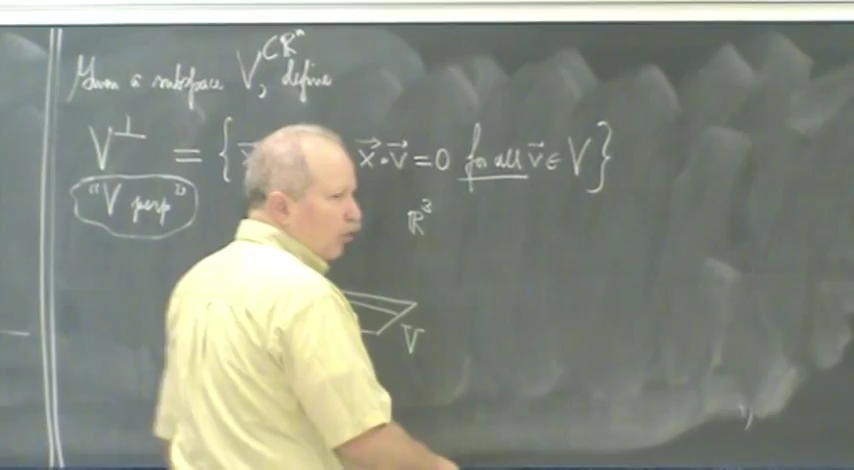 Given a subspace V ⊂ ℝⁿ, define
V^⊥ = { x⃗ · v⃗ = 0 for all v⃗ ∈ V }
"V perp"
ℝ³
V